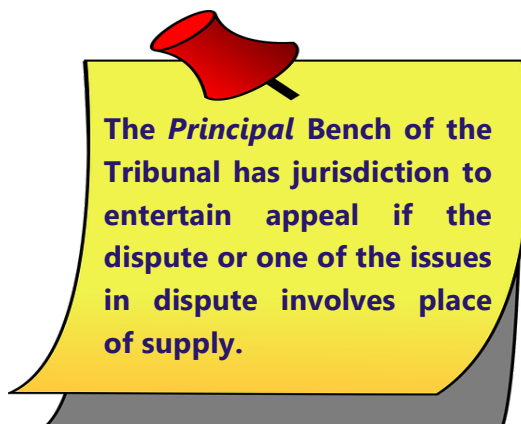 The Principal Bench of the
Tribunal has jurisdiction to
entertain appeal if the
dispute or one of the issues
in dispute involves place
of supply.